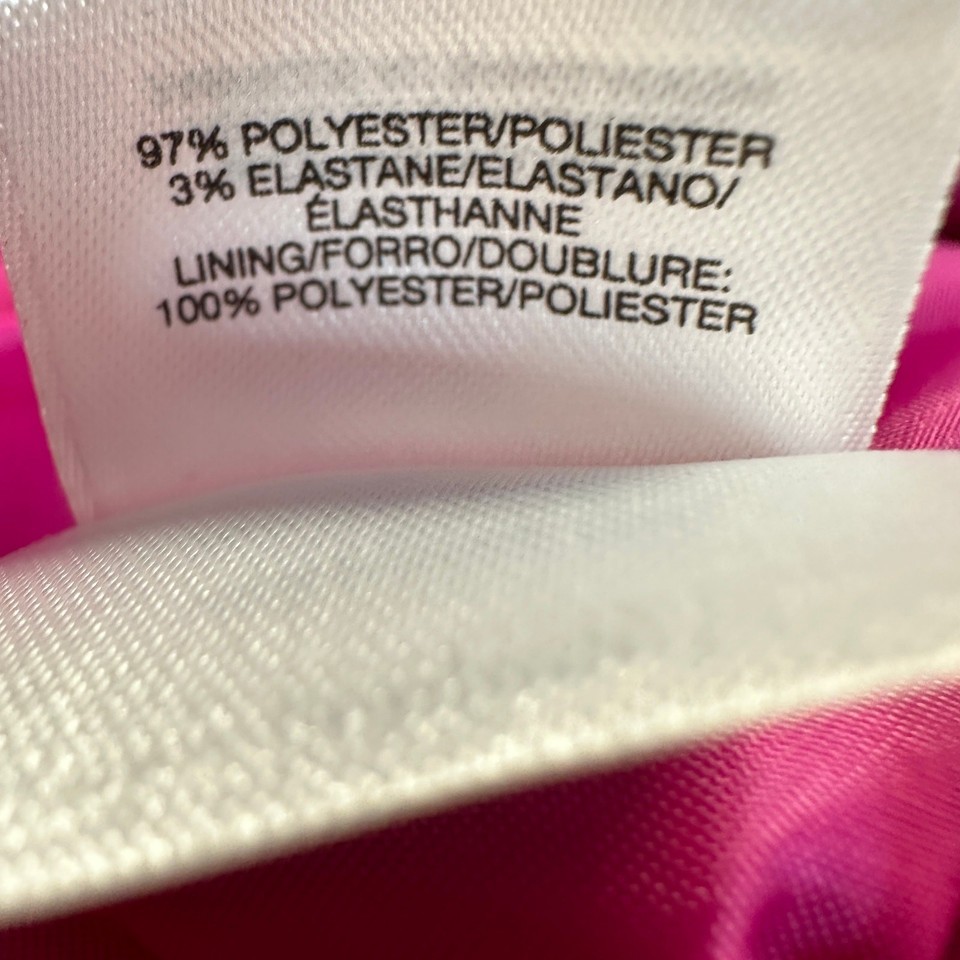 97% POLYESTER/POLIESTER
3% ELASTANE/ELASTANO/
ÉLASTHANNE
LINING/FORRO/DOUBLURE:
100% POLYESTER/POLIESTER